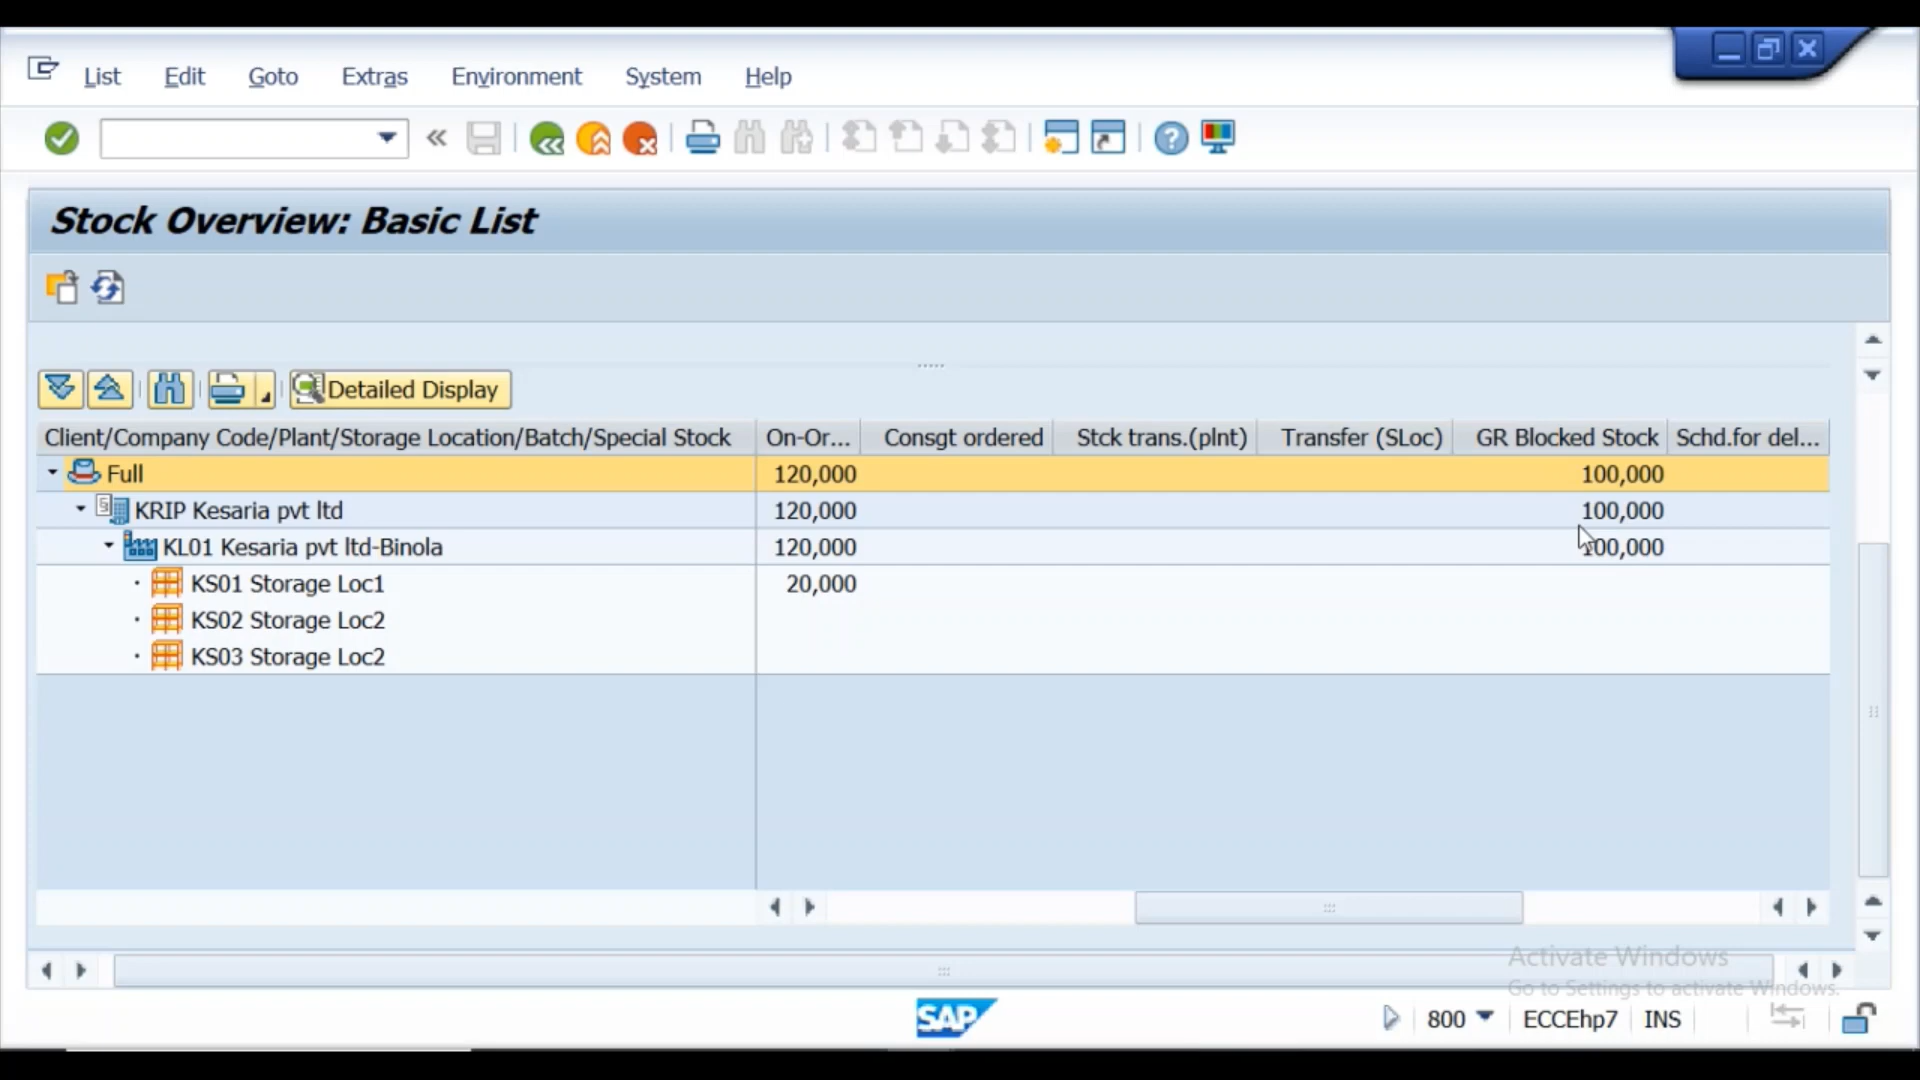 List Edit Goto Extras Environment System Help
Stock Overview: Basic List
Detailed Display
Client/Company Code/Plant/Storage Location/Batch/Special Stock On-Or... Consgt ordered Stck trans.(plnt) Transfer (SLoc) GR Blocked Stock Schd.for del...
Full 120,000 100,000
KRIP Kesaria pvt ltd 120,000 100,000
KL01 Kesaria pvt ltd-Binola 120,000 100,000
KS01 Storage Loc1 20,000
KS02 Storage Loc2
KS03 Storage Loc2
Activate Windows
Go to Settings to activate Windows.
SAP 800 ECCEhp7 INS